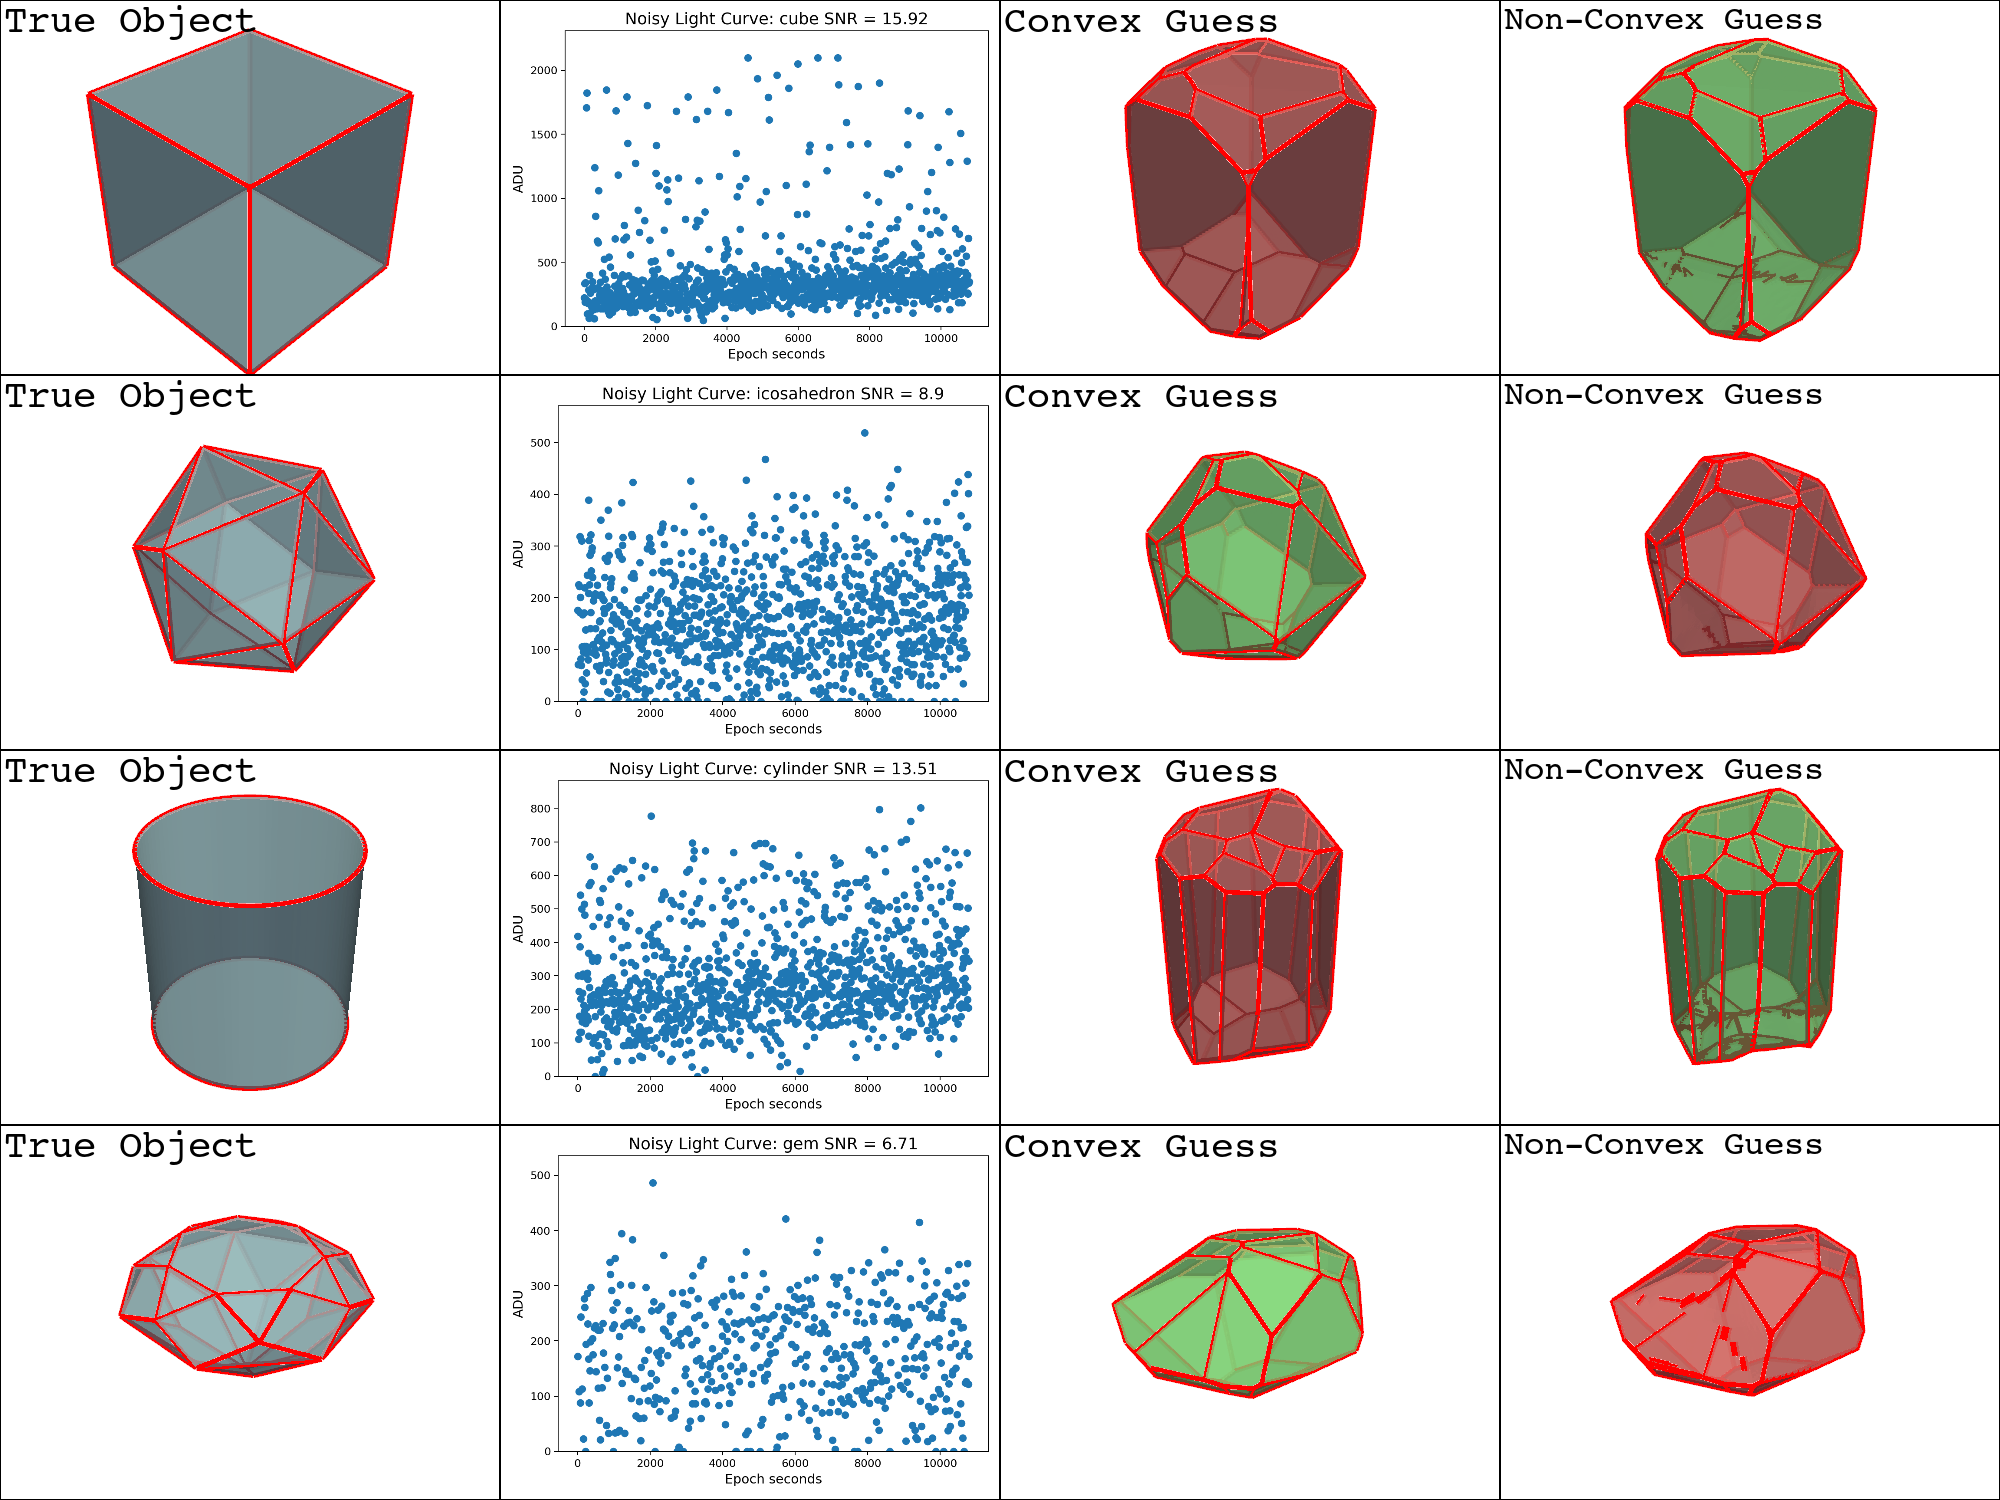 True Object
Noisy Light Curve: cube SNR = 15.92
2000
1500
1000
500
0
ADU
0 2000 4000 6000 8000 10000
Epoch seconds
Convex Guess
Non-Convex Guess
True Object
Noisy Light Curve: icosahedron SNR = 8.9
500
400
300
200
100
0
ADU
0 2000 4000 6000 8000 10000
Epoch seconds
Convex Guess
Non-Convex Guess
True Object
Noisy Light Curve: cylinder SNR = 13.51
800
700
600
500
400
300
200
100
0
ADU
0 2000 4000 6000 8000 10000
Epoch seconds
Convex Guess
Non-Convex Guess
True Object
Noisy Light Curve: gem SNR = 6.71
500
400
300
200
100
0
ADU
0 2000 4000 6000 8000 10000
Epoch seconds
Convex Guess
Non-Convex Guess